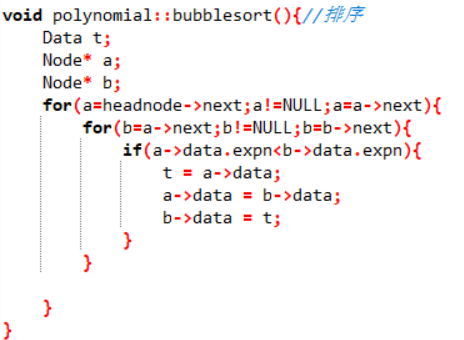 void polynomial::bubblesort(){//排序
    Data t;
    Node* a;
    Node* b;
    for(a=headnode->next;a!=NULL;a=a->next){
        for(b=a->next;b!=NULL;b=b->next){
            if(a->data.expn<b->data.expn){
                t = a->data;
                a->data = b->data;
                b->data = t;
            }
        }
    }
}